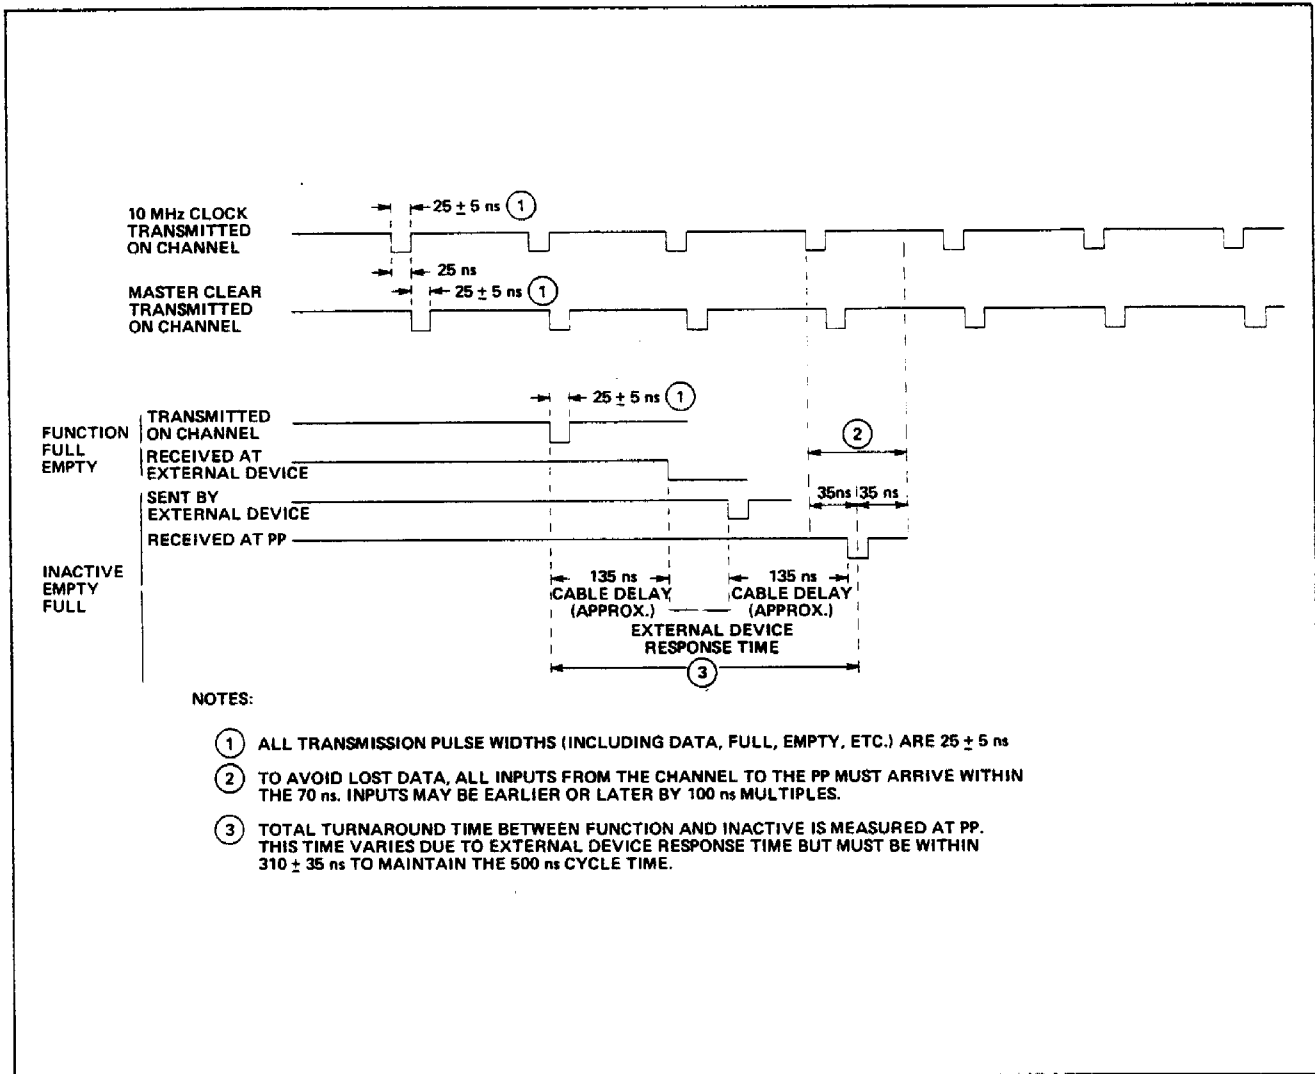 25 ± 5 ns 1
10 MHz CLOCK
TRANSMITTED
ON CHANNEL
25 ns
25 ± 5 ns 1
MASTER CLEAR
TRANSMITTED
ON CHANNEL
25 ± 5 ns 1
FUNCTION
FULL
EMPTY
TRANSMITTED
ON CHANNEL
RECEIVED AT
EXTERNAL DEVICE
2
SENT BY
EXTERNAL DEVICE
35ns 35 ns
RECEIVED AT PP
INACTIVE
EMPTY
FULL
135 ns
CABLE DELAY
(APPROX.)
135 ns
CABLE DELAY
(APPROX.)
EXTERNAL DEVICE
RESPONSE TIME
3
NOTES:
1 ALL TRANSMISSION PULSE WIDTHS (INCLUDING DATA, FULL, EMPTY, ETC.) ARE 25 ± 5 ns
2 TO AVOID LOST DATA, ALL INPUTS FROM THE CHANNEL TO THE PP MUST ARRIVE WITHIN
THE 70 ns. INPUTS MAY BE EARLIER OR LATER BY 100 ns MULTIPLES.
3 TOTAL TURNAROUND TIME BETWEEN FUNCTION AND INACTIVE IS MEASURED AT PP.
THIS TIME VARIES DUE TO EXTERNAL DEVICE RESPONSE TIME BUT MUST BE WITHIN
310 ± 35 ns TO MAINTAIN THE 500 ns CYCLE TIME.